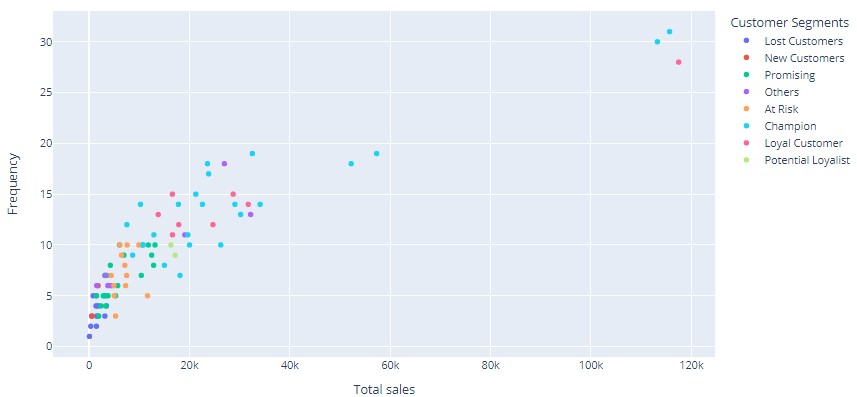 Customer Segments
Lost Customers
New Customers
Promising
Others
At Risk
Champion
Loyal Customer
Potential Loyalist
Frequency
30
25
20
15
10
5
0
0 20k 40k 60k 80k 100k 120k
Total sales